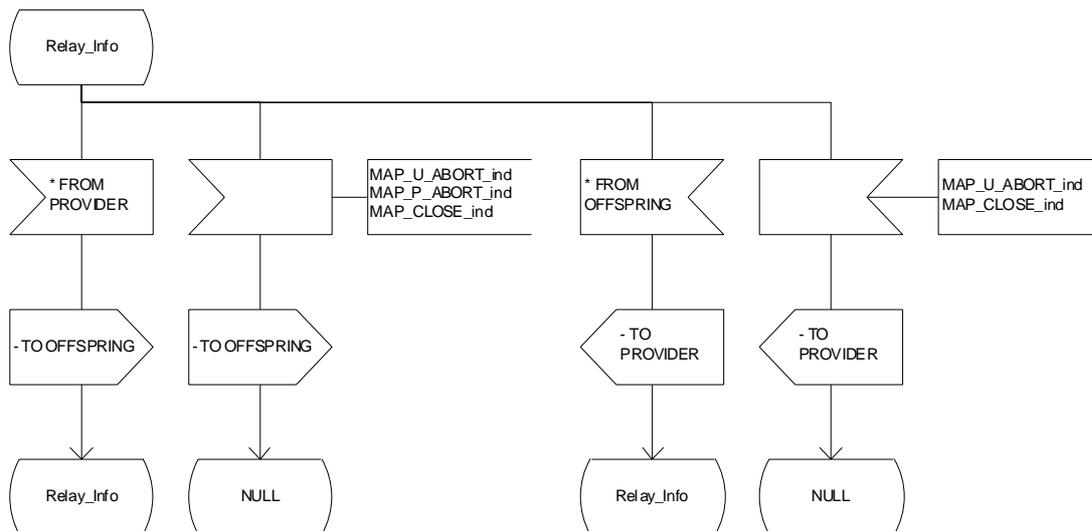 Relay_Info
* FROM
PROVIDER
MAP_U_ABORT_ind
MAP_P_ABORT_ind
MAP_CLOSE_ind
* FROM
OFFSPRING
MAP_U_ABORT_ind
MAP_CLOSE_ind
- TO OFFSPRING
- TO OFFSPRING
- TO
PROVIDER
- TO
PROVIDER
Relay_Info
NULL
Relay_Info
NULL